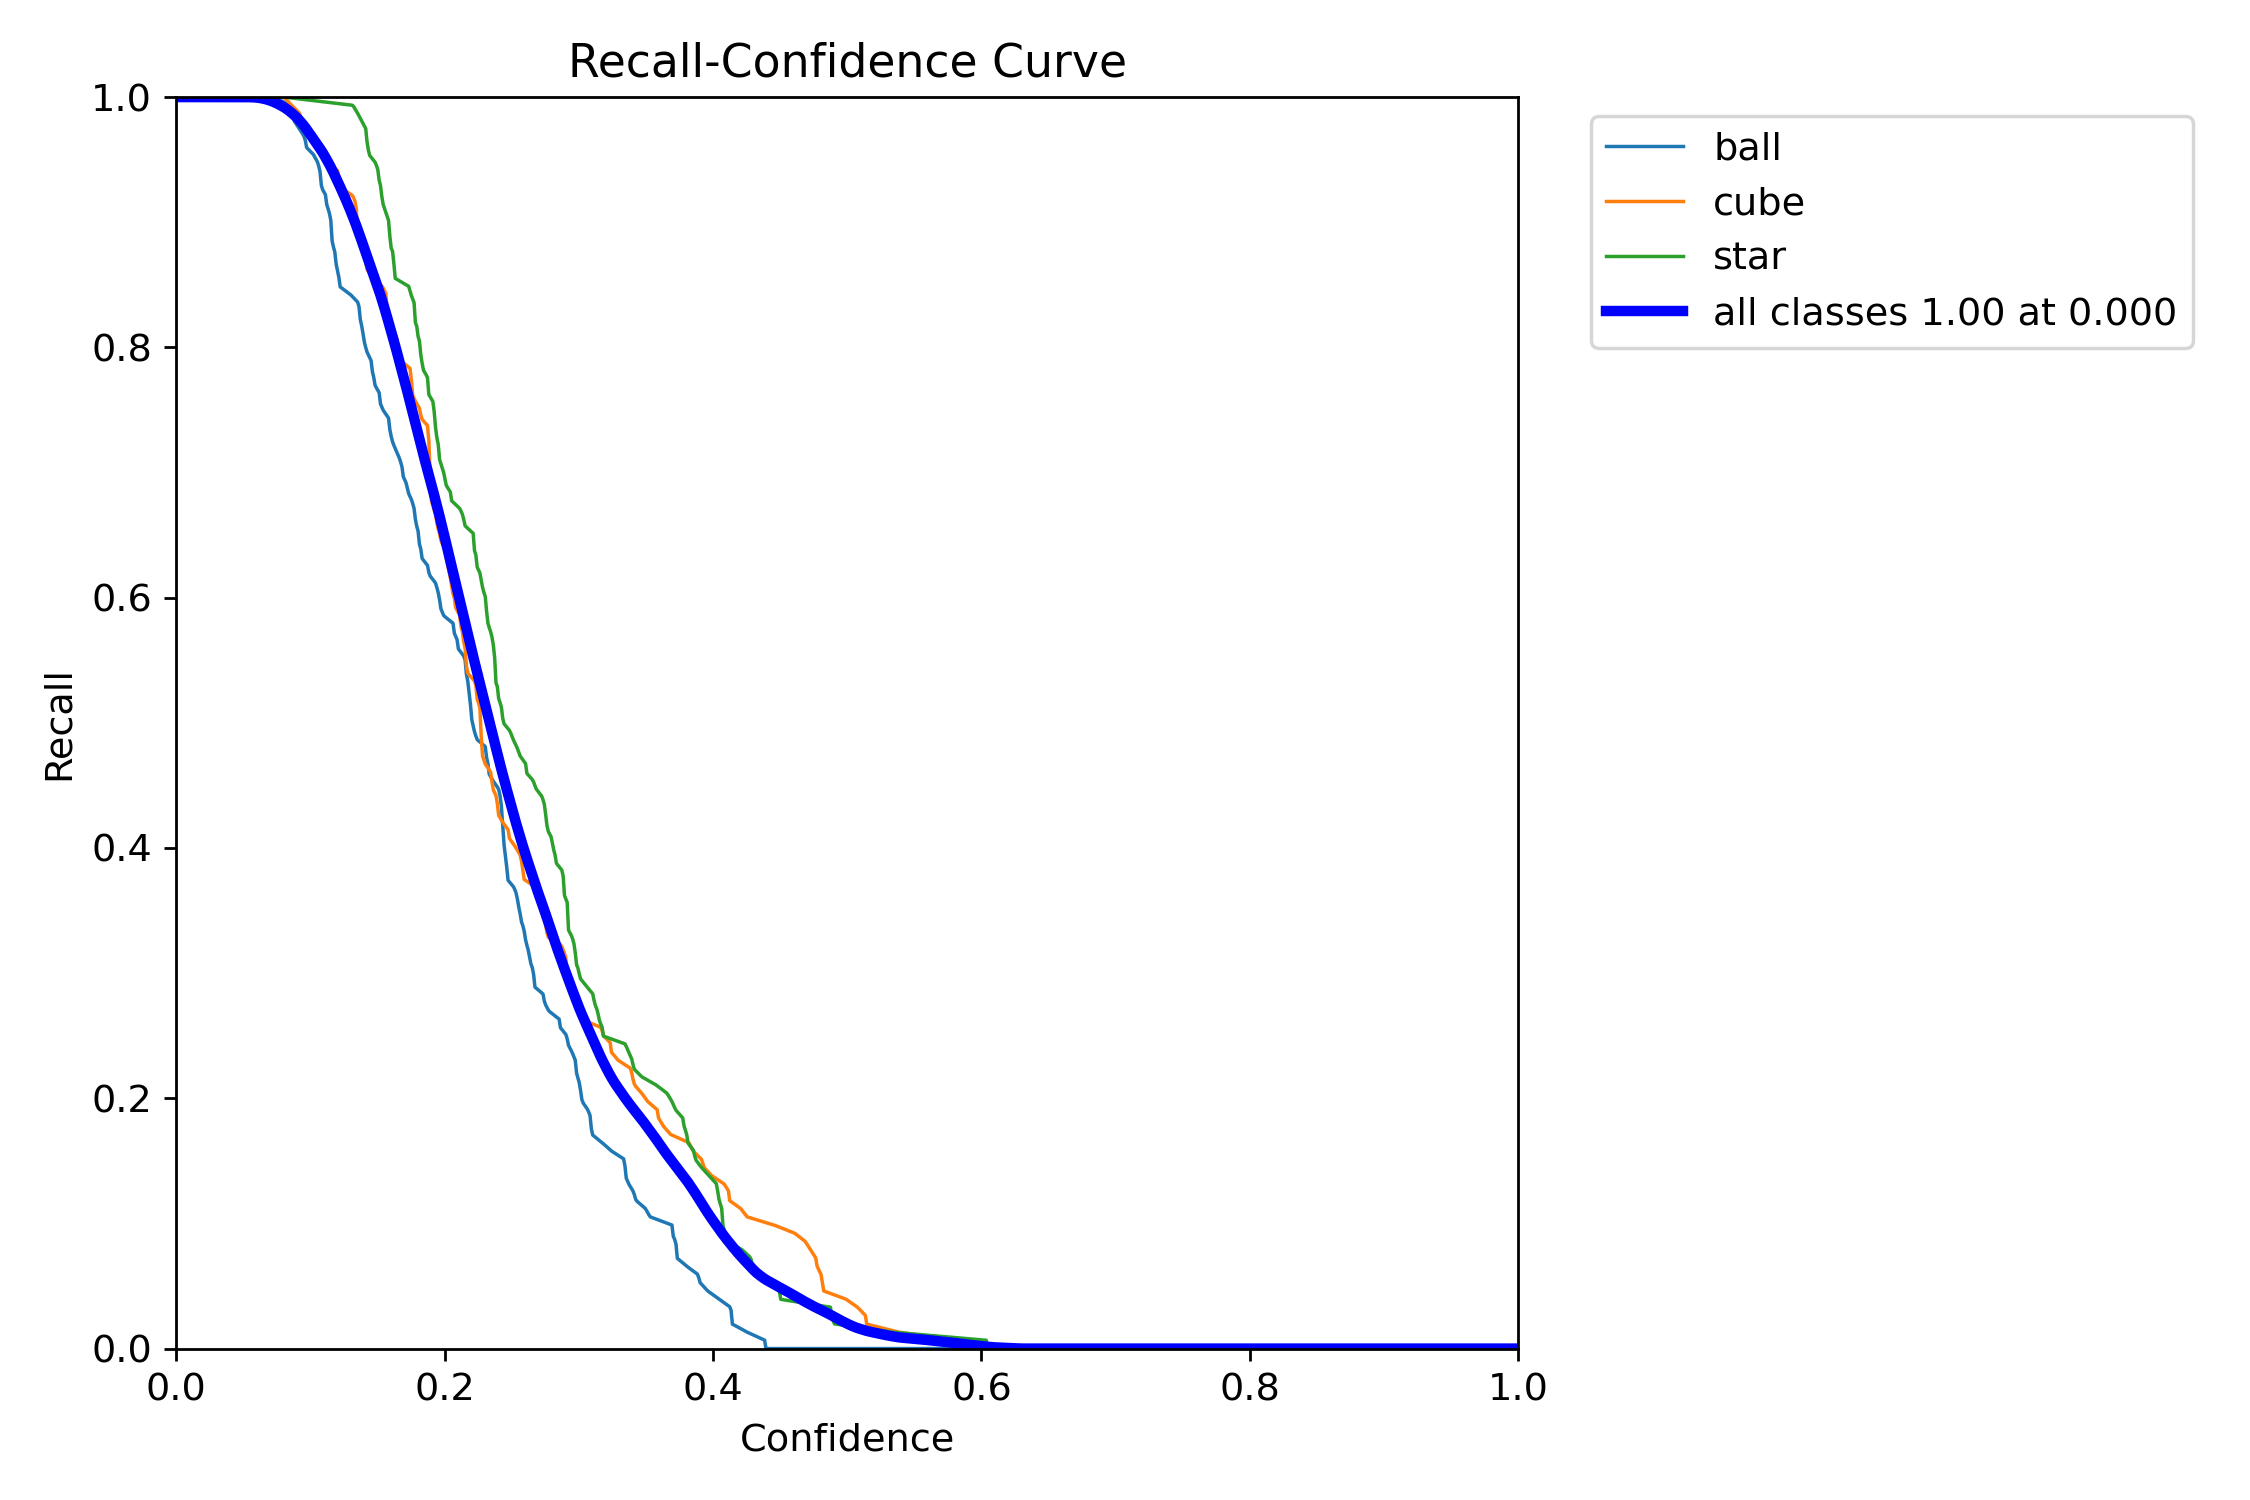 Recall-Confidence Curve
1.0
0.8
0.6
0.4
0.2
0.0
Recall
0.0 0.2 0.4 0.6 0.8 1.0
Confidence
ball
cube
star
all classes 1.00 at 0.000